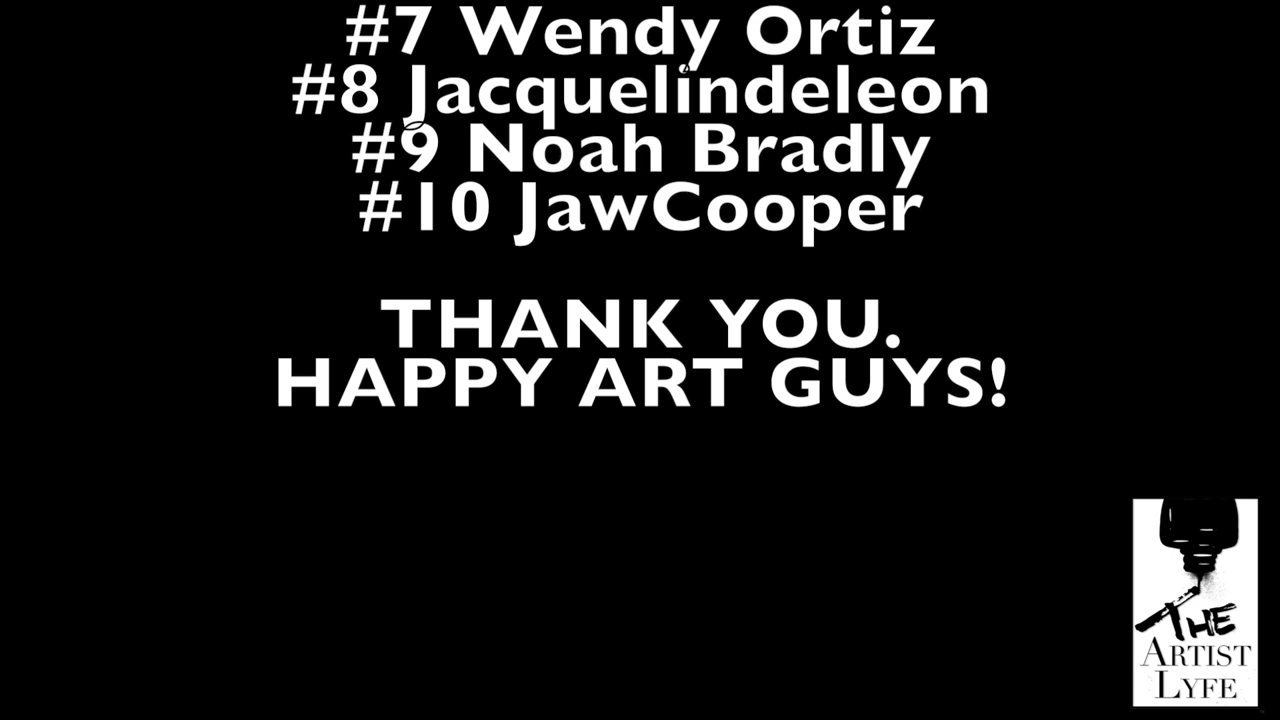 #7 Wendy Ortiz
#8 Jacquelindeleon
#9 Noah Bradly
#10 JawCooper
THANK YOU.
HAPPY ART GUYS!
THE
ARTIST
LYFE